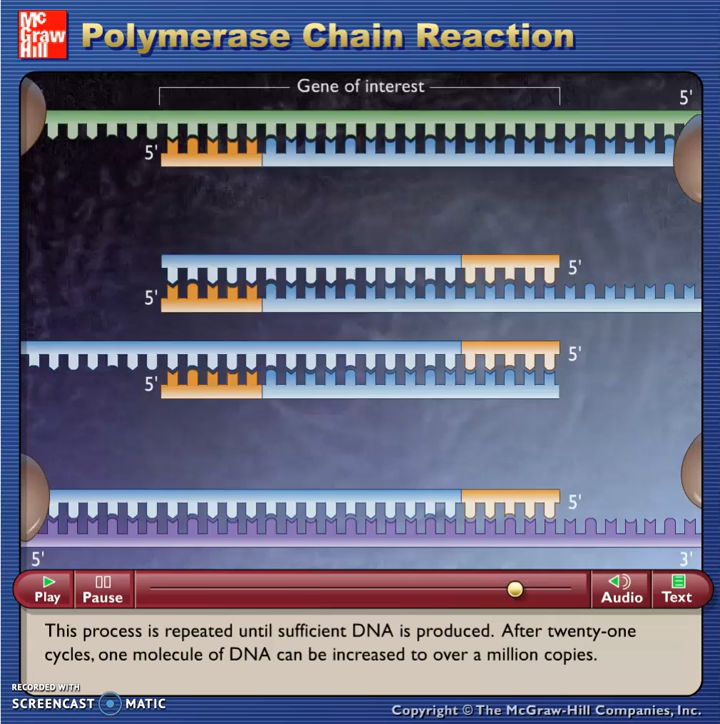 Mc
Graw
Hill
Polymerase Chain Reaction
Gene of interest
5'
5'
5'
5'
5'
5'
5'
5'
3'
Play
Pause
Audio
Text
This process is repeated until sufficient DNA is produced. After twenty-one
cycles, one molecule of DNA can be increased to over a million copies.
RECORDED WITH
SCREENCAST MATIC
Copyright © The McGraw-Hill Companies, Inc.